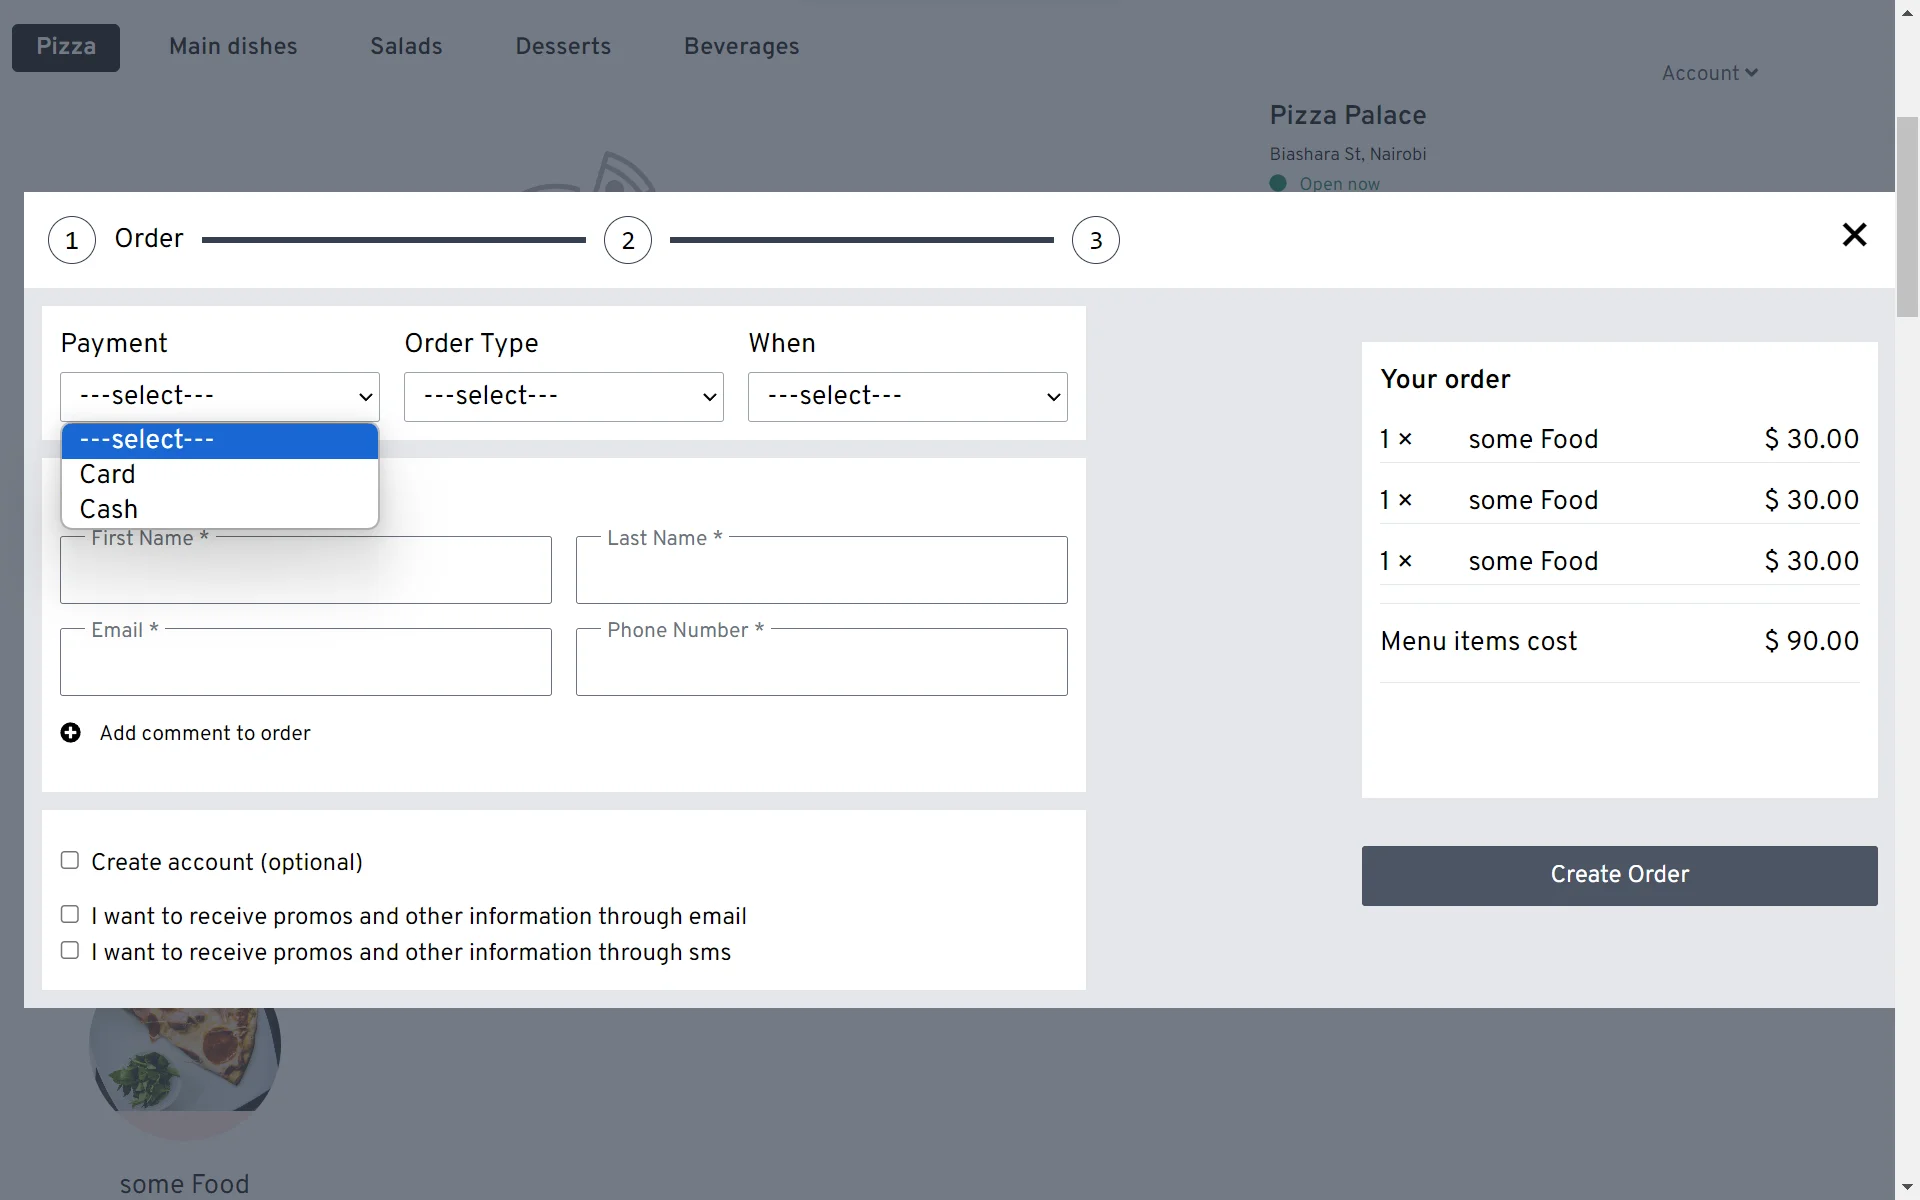 Pizza
Main dishes
Salads
Desserts
Beverages
Account
Pizza Palace
Biashara St, Nairobi
Open now
1 Order 2 3
Payment
Order Type
When
---select---
---select---
---select---
---select---
Card
Cash
First Name *
Last Name *
Email *
Phone Number *
Add comment to order
Create account (optional)
I want to receive promos and other information through email
I want to receive promos and other information through sms
Your order
1 × some Food $ 30.00
1 × some Food $ 30.00
1 × some Food $ 30.00
Menu items cost $ 90.00
Create Order
some Food